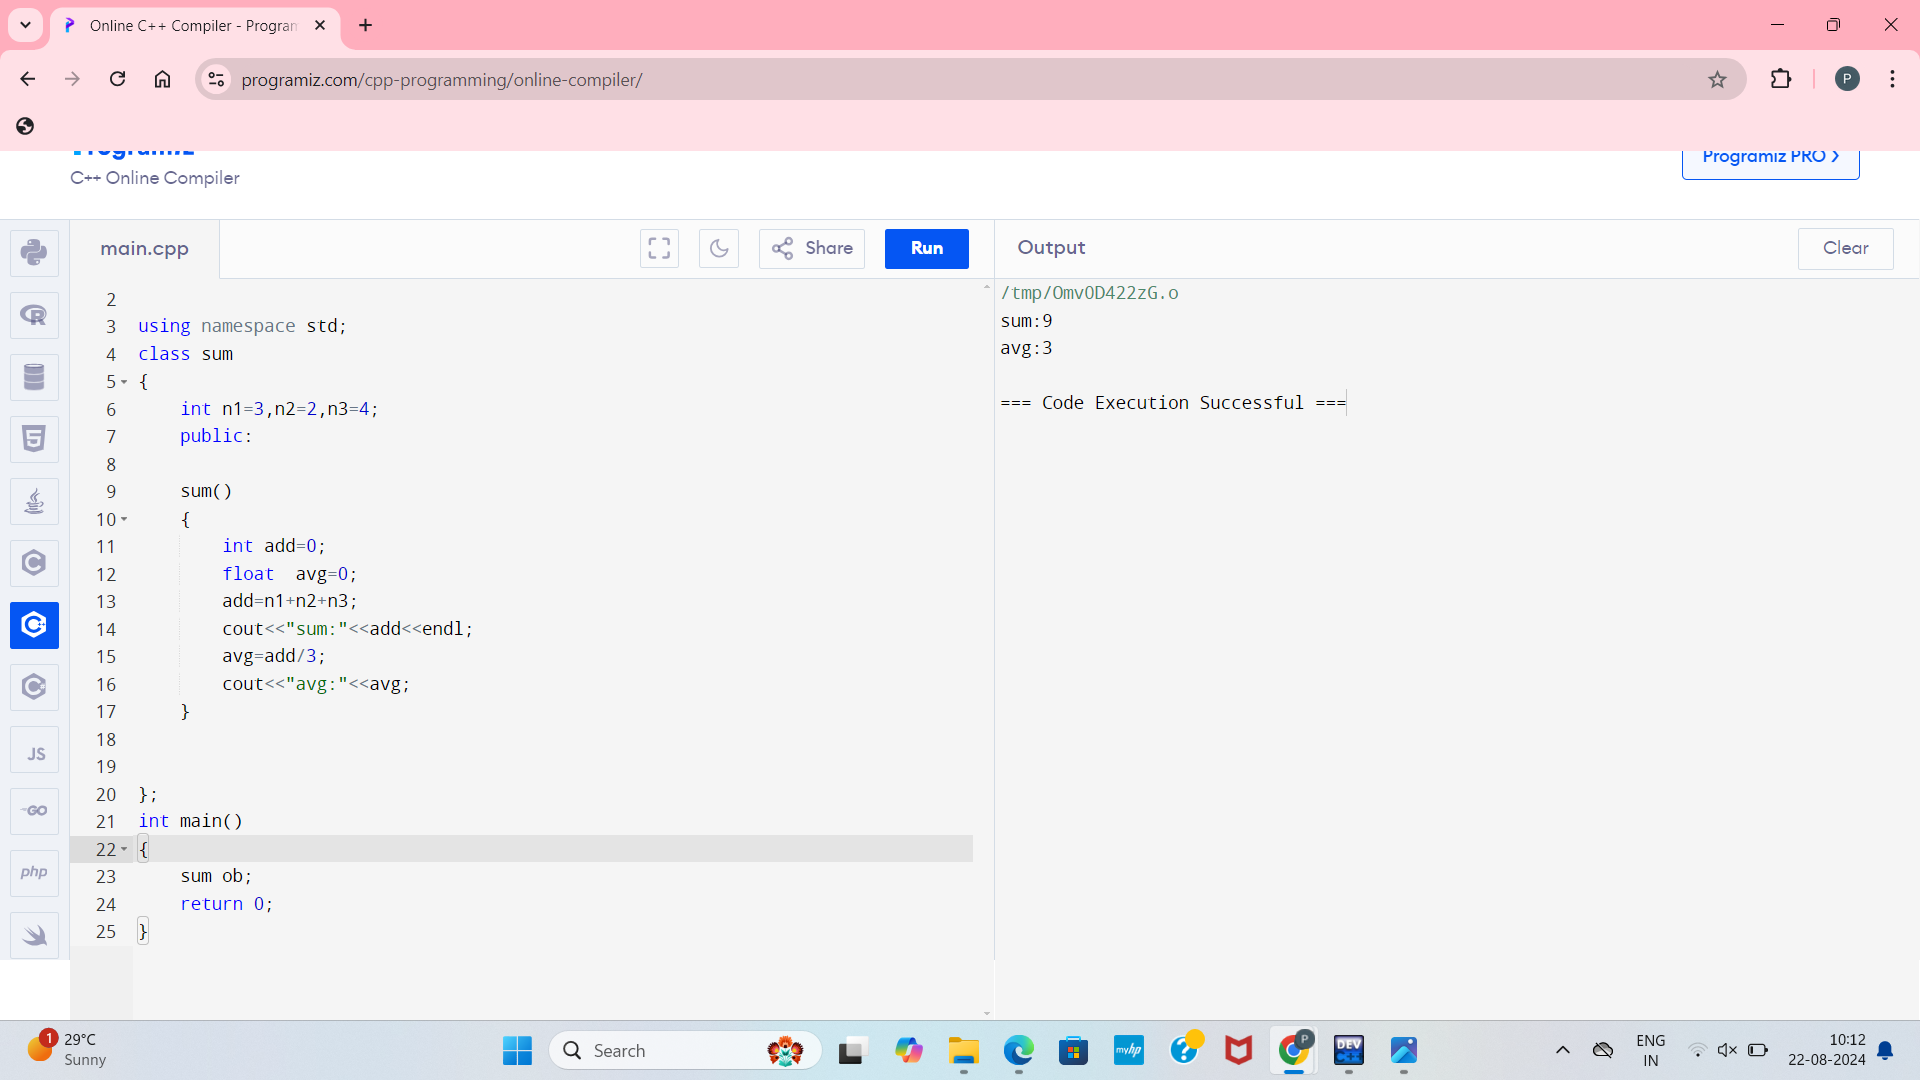 Online C++ Compiler - Program
programiz.com/cpp-programming/online-compiler/
P
Programiz
C++ Online Compiler
Programiz PRO
main.cpp
Share
Run
Output
Clear
2
3 using namespace std;
4 class sum
5 {
6 int n1=3,n2=2,n3=4;
7 public:
8
9 sum()
10 {
11 int add=0;
12 float avg=0;
13 add=n1+n2+n3;
14 cout<<"sum:"<<add<<endl;
15 avg=add/3;
16 cout<<"avg:"<<avg;
17 }
18
19
20 };
21 int main()
22 {
23 sum ob;
24 return 0;
25 }
/tmp/Omv0D422zG.o
sum:9
avg:3
=== Code Execution Successful ===
R
5
C
JS
GO
php
1
29°C
Sunny
Search
myhp
?
P
DEV
C++
ENG
IN
10:12
22-08-2024